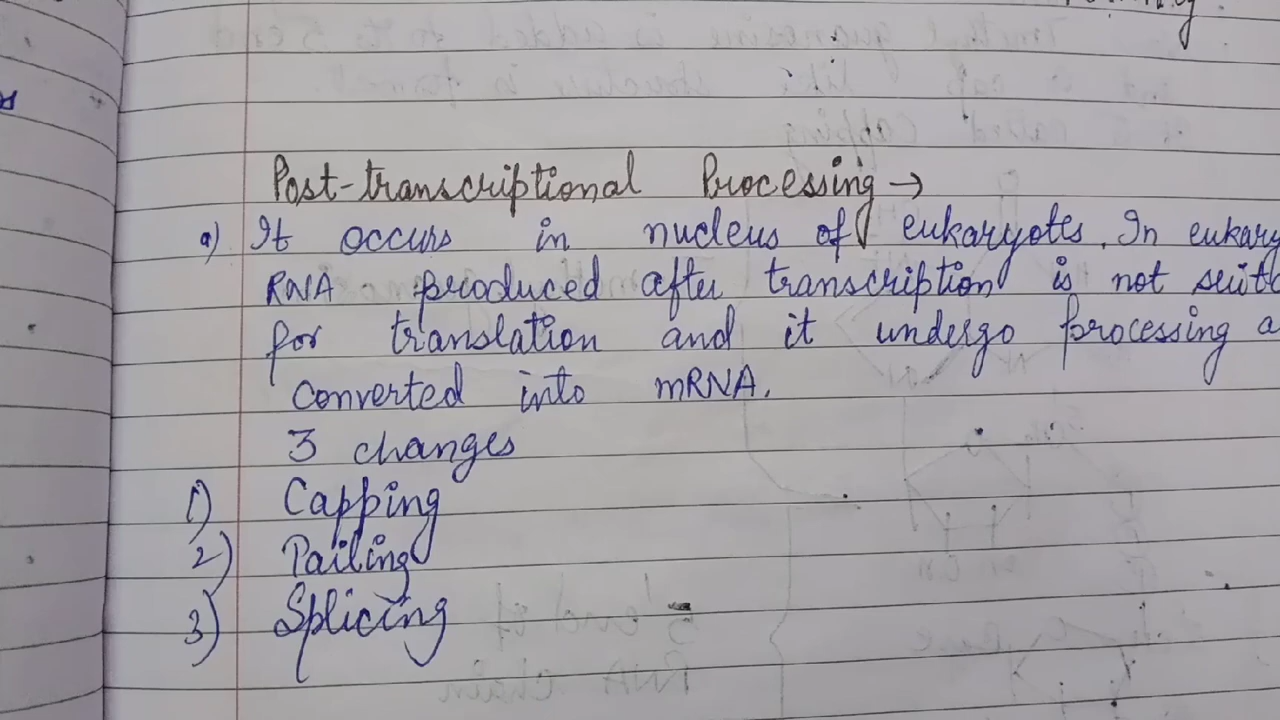 Post-transcriptional Processing →
a) It occurs in nucleus of eukaryotes. In eukary
RNA produced after transcription is not suit
for translation and it undergo processing a
converted into mRNA.
3 changes
1) Capping
2) Tailing
3) Splicing